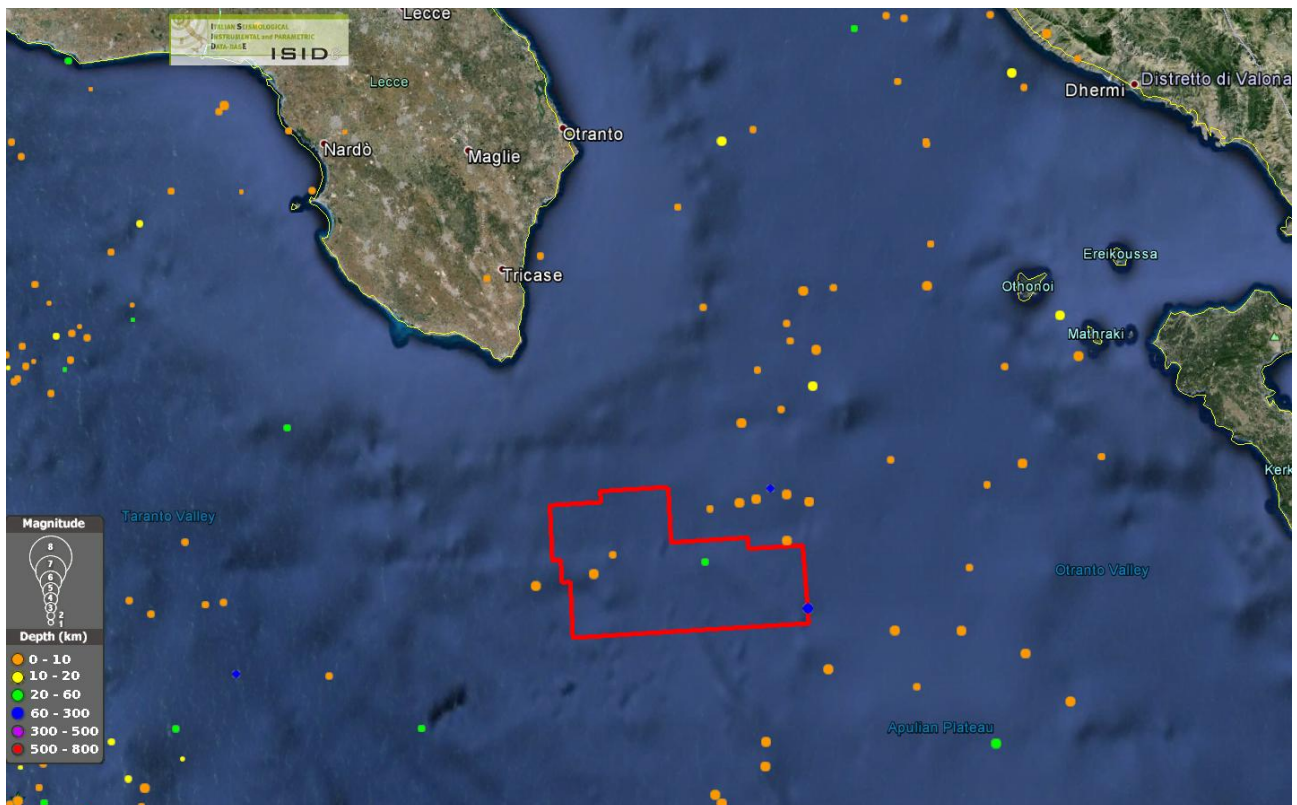 Lecce
ITALIAN SEISMOLOGICAL
INSTRUMENTAL and PARAMETRIC
DATA-BASE
ISIDe
Lecce
Distretto di Valona
Dhermi
Otranto
Nardò
Maglie
Ereikoussa
Tricase
Othonoi
Mathraki
Kerk
Taranto Valley
Magnitude
8
7
6
5
4
3
2
1
Otranto Valley
Depth (km)
0 - 10
10 - 20
20 - 60
60 - 300
300 - 500
500 - 800
Apulian Plateau